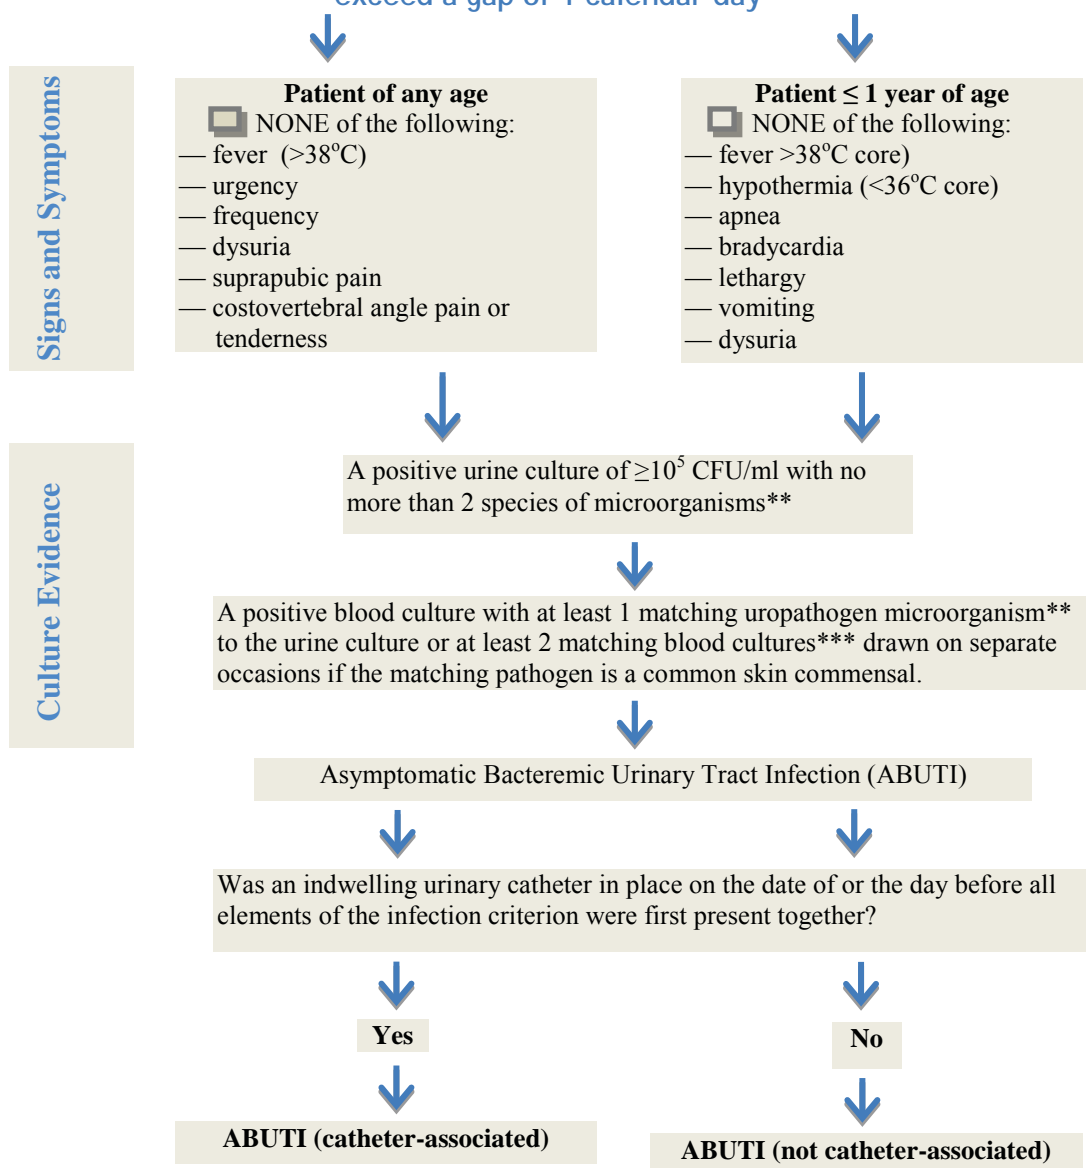 exceed a gap of 1 calendar day
Signs and Symptoms
Patient of any age
NONE of the following:
— fever (>38°C)
— urgency
— frequency
— dysuria
— suprapubic pain
— costovertebral angle pain or
tenderness
Patient ≤ 1 year of age
NONE of the following:
— fever >38°C core)
— hypothermia (<36°C core)
— apnea
— bradycardia
— lethargy
— vomiting
— dysuria
Culture Evidence
A positive urine culture of ≥10⁵ CFU/ml with no
more than 2 species of microorganisms**
A positive blood culture with at least 1 matching uropathogen microorganism**
to the urine culture or at least 2 matching blood cultures*** drawn on separate
occasions if the matching pathogen is a common skin commensal.
Asymptomatic Bacteremic Urinary Tract Infection (ABUTI)
Was an indwelling urinary catheter in place on the date of or the day before all
elements of the infection criterion were first present together?
Yes
No
ABUTI (catheter-associated)
ABUTI (not catheter-associated)